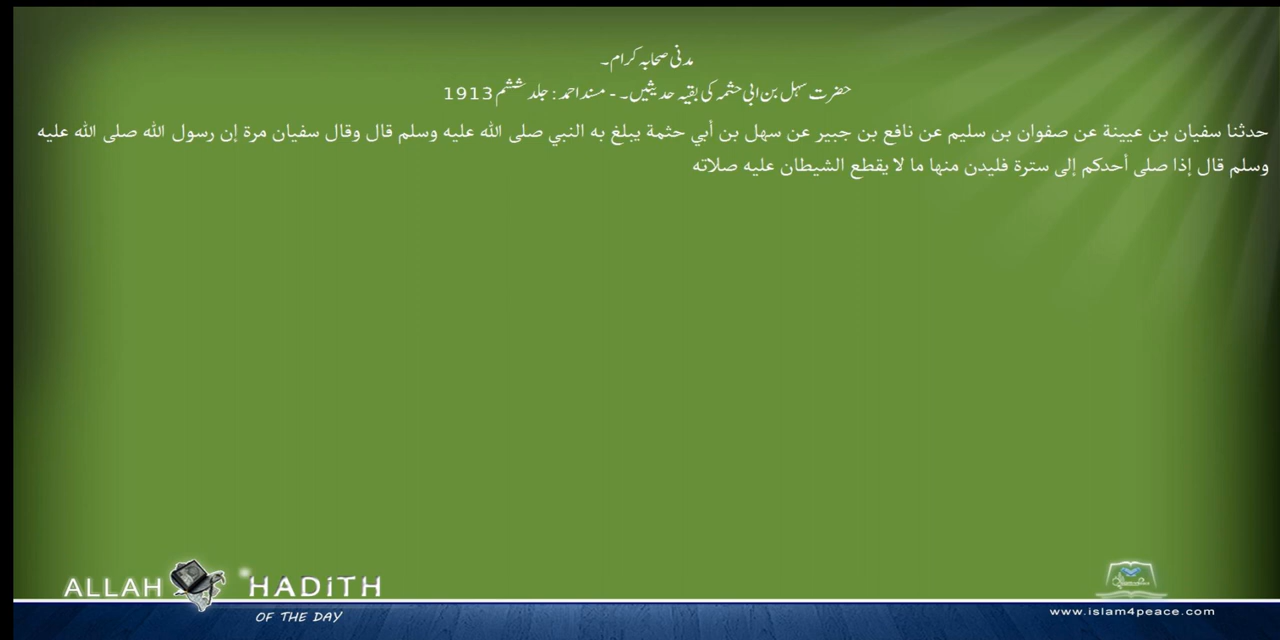 مدنی صحابہ کرام۔
حضرت سہل بن ابی حثمہ کی بقیہ حدیثیں۔ - مسند احمد : جلد ششم 1913
حدثنا سفيان بن عيينة عن صفوان بن سليم عن نافع بن جبير عن سهل بن أبي حثمة يبلغ به النبي صلى الله عليه وسلم قال وقال سفيان مرة إن رسول الله صلى الله عليه
وسلم قال إذا صلى أحدكم إلى سترة فليدن منها ما لا يقطع الشيطان عليه صلاته
ALLAH HADITH
OF THE DAY
www.islam4peace.com